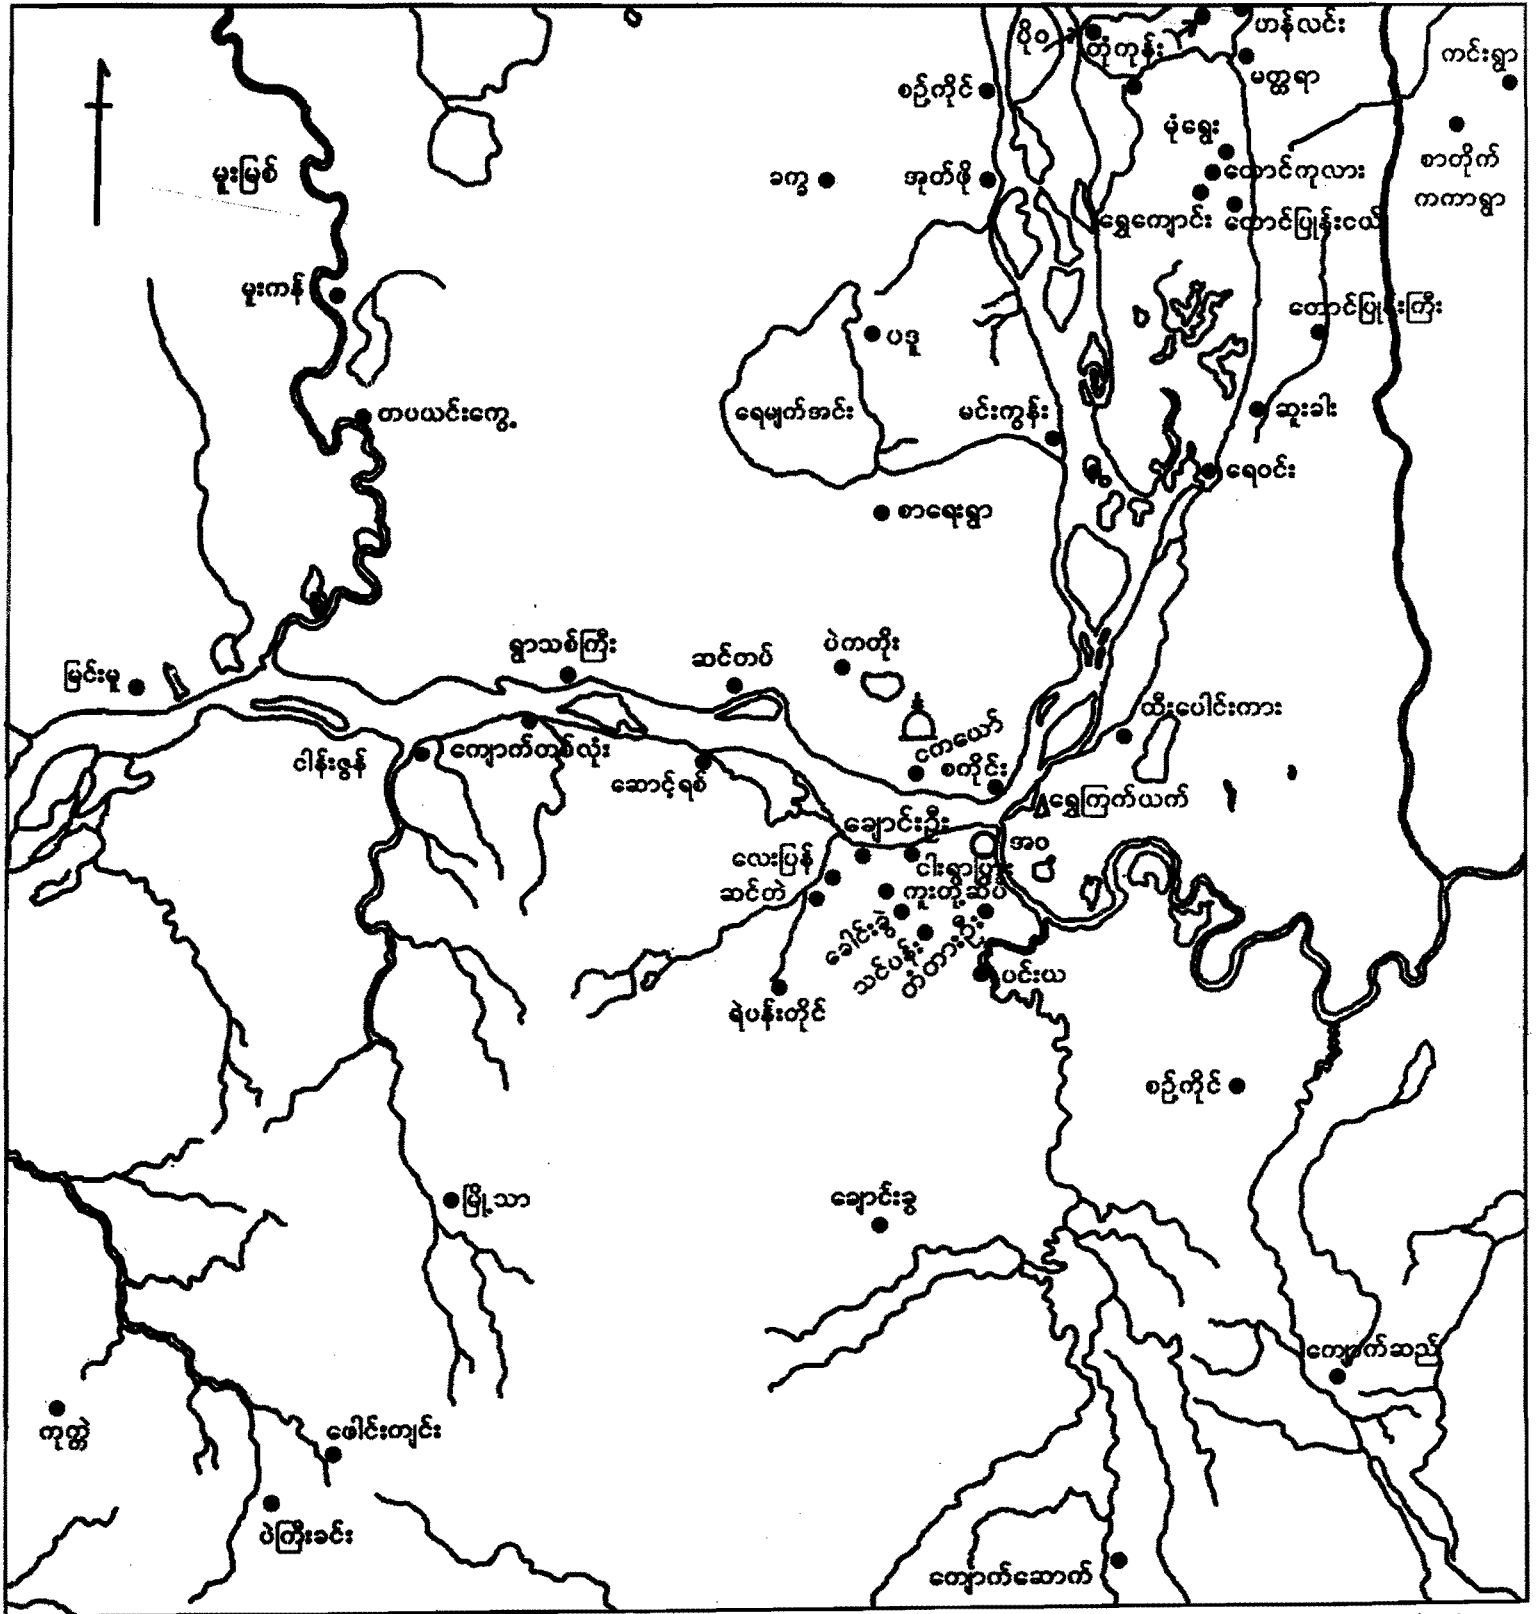 ဟန်လင်း
ပိုဝ
တုံကုန်း
ကင်းရွာ
မတ္တရာ
စဉ့်ကိုင်
မုံရွေး
စာတိုက်
ကကာရွာ
မူးမြစ်
ခက္ခ
အုတ်ဖို
တောင်ကုလား
ရွှေကျောင်း
တောင်ပြုန်းငယ်
မူးကန်
တောင်ပြုန်းကြီး
ပဒူ
တပယင်းကွေ့
ရေမျက်အင်း
မင်းကွန်း
ဆူးခါး
ရေဝင်း
စာရေးရွာ
ရွာသစ်ကြီး
ဆင်တပ်
ပဲကတိုး
မြင်းမူ
ထီးပေါင်းကား
ငကယော်
စကိုင်း
ငါန်းဇွန်
ကျောက်တစ်လုံး
ဆောင့်ရစ်
ရွှေကြက်ယက်
ချောင်းဦး
အဝ
လေးပြန်
ဆင်တဲ
ကူးတို့ဆိပ်
ခေါင်းခွဲ
သင်ပန်း
တံတားဦး
ပင်းယ
ရဲပန်းတိုင်
စဉ့်ကိုင်
မြို့သာ
ချောင်းခွ
ကျောက်ဆည်
ကုက္ကဲ
ဖေါင်းကျင်း
ပဲကြီးခင်း
ကျောက်ဆောက်